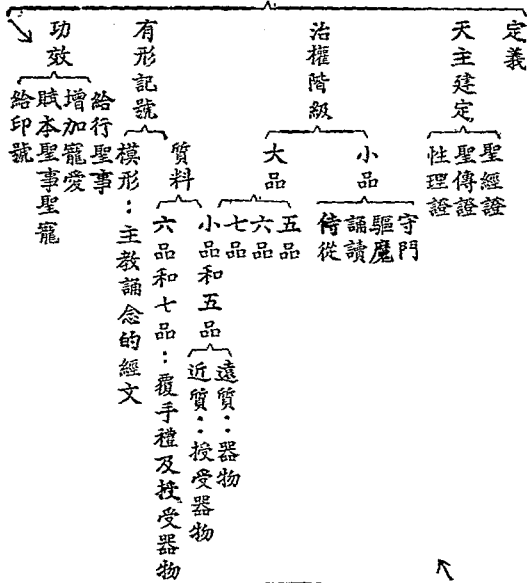 定義
天主建定
聖經證
聖傳證
性理證
治權階級
小品
守門
驅魔
誦讀
侍從
大品
五品
六品
七品
有形記號
質料
小品和五品
遠質：器物
近質：授受器物
六品和七品：覆手禮及授受器物
模形：主教誦念的經文
功效
給行聖事
增加寵愛
賦本聖事聖寵
給印號